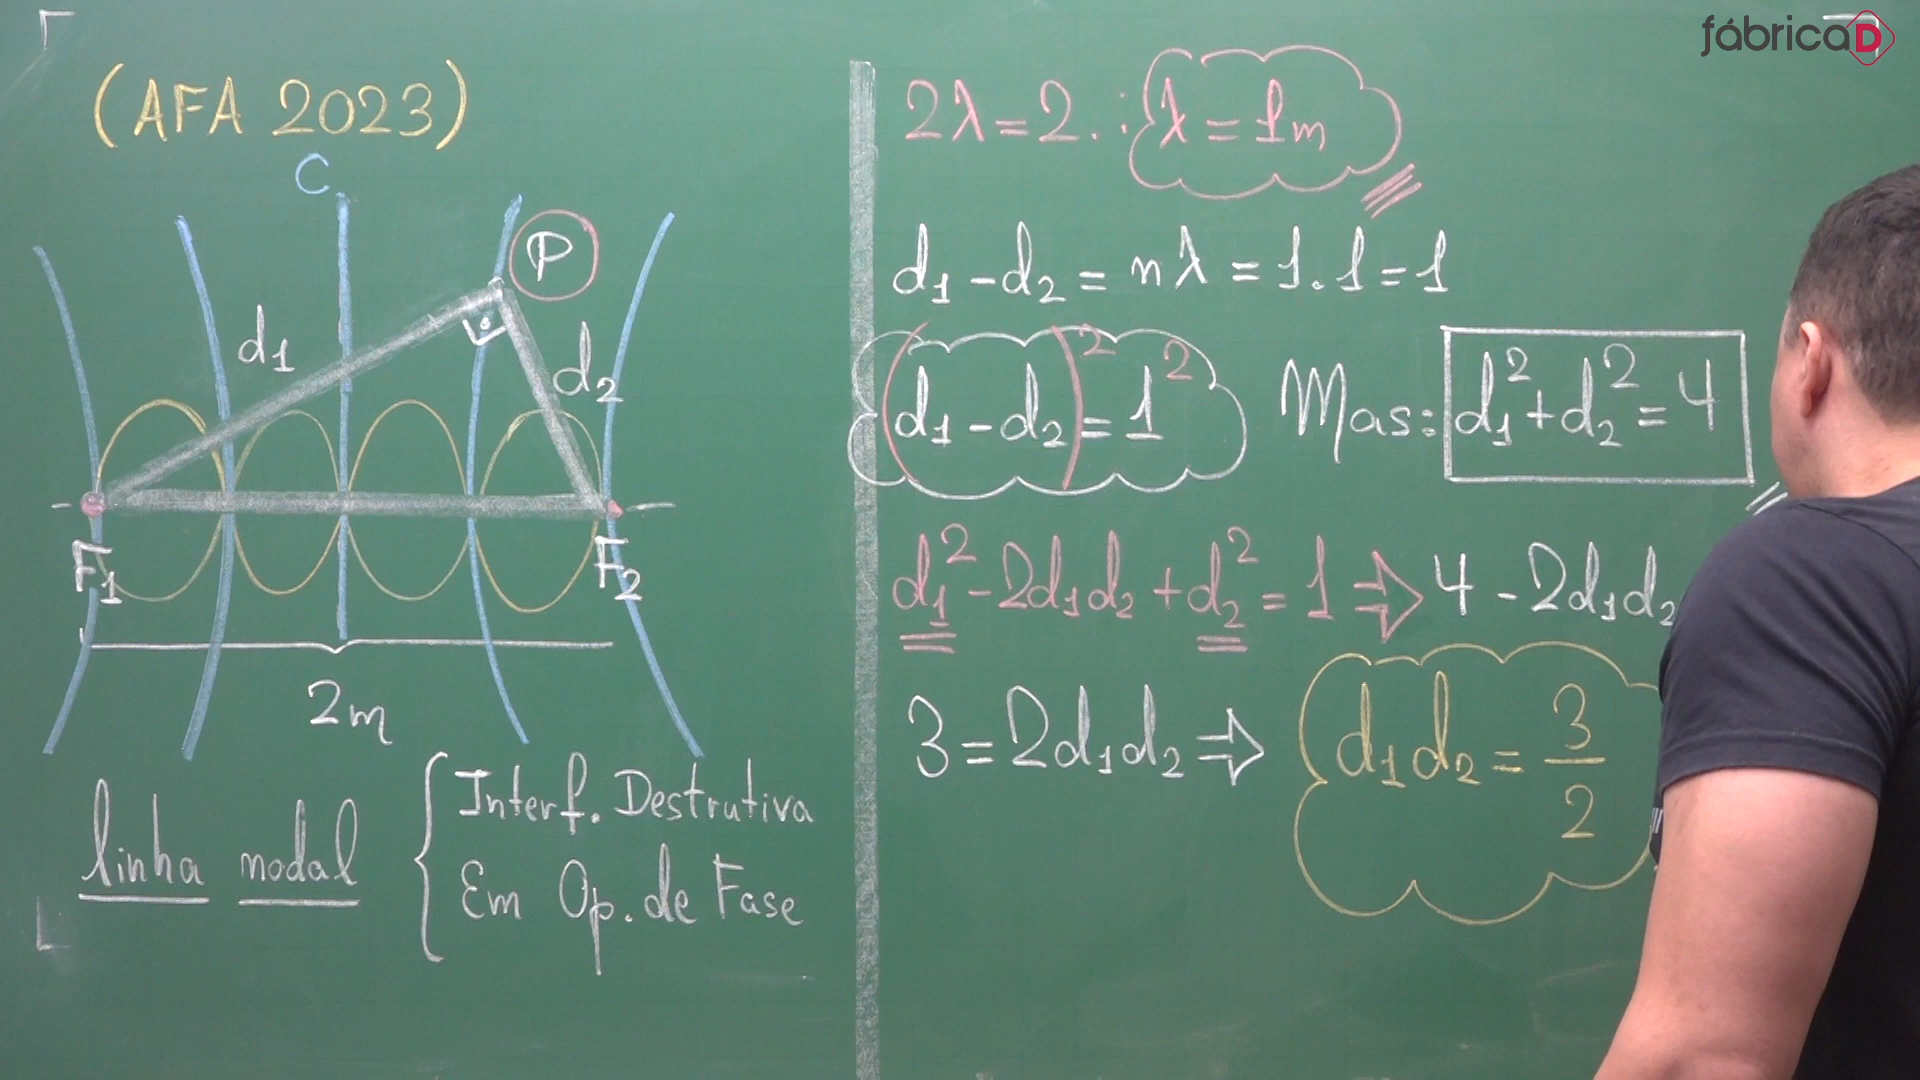 fábricaD
(AFA 2023)
C
P
d₁
d₂
F₁
F₂
2m
linha nodal { Interf. Destrutiva
Em Op. de Fase
2λ = 2 ∴ λ = 1m
d₁ - d₂ = nλ = 1.1 = 1
(d₁ - d₂)² = 1² Mas: d₁² + d₂² = 4
d₁² - 2d₁d₂ + d₂² = 1 ⇒ 4 - 2d₁d₂
3 = 2d₁d₂ ⇒ d₁d₂ = 3/2